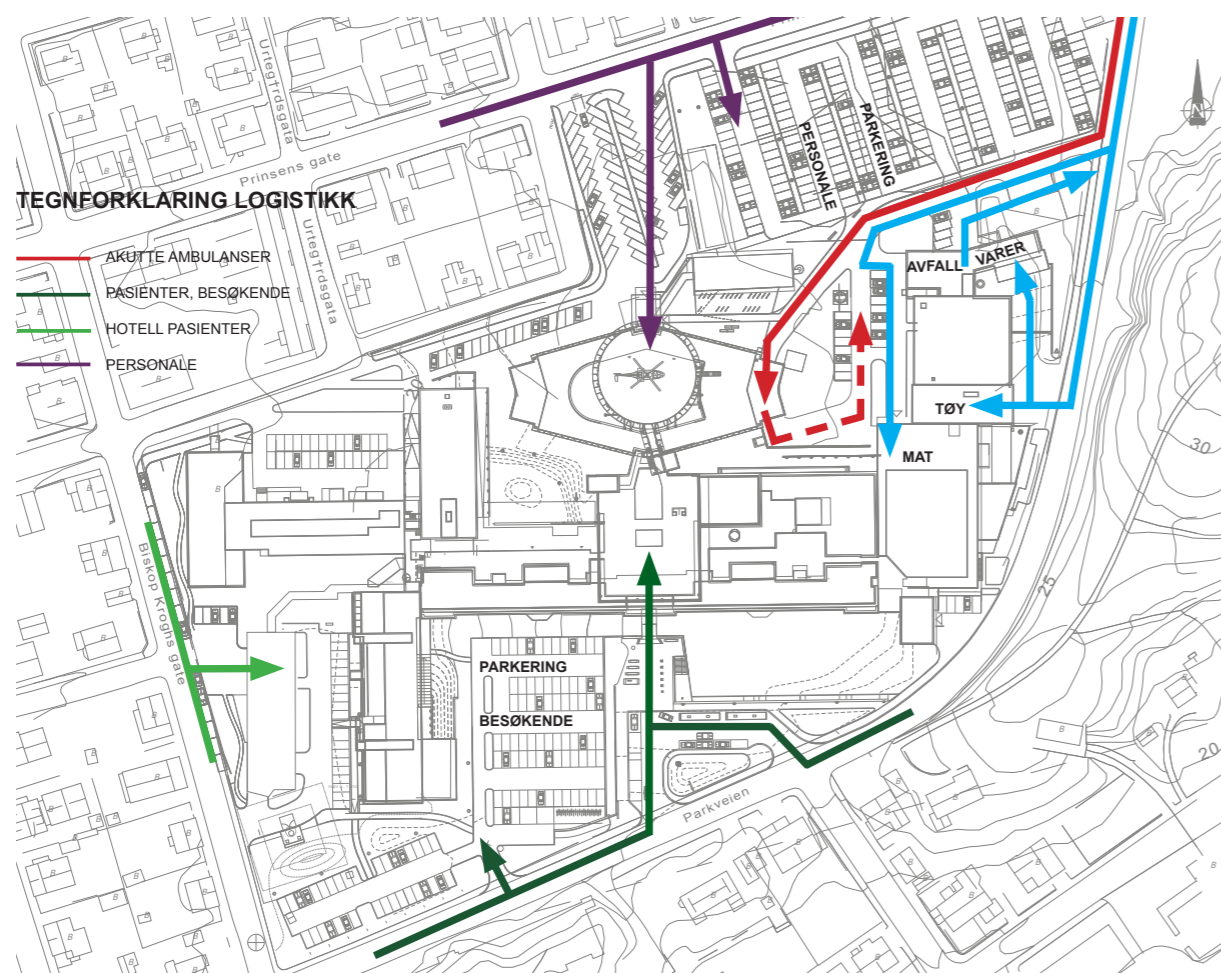 Urtegårdsgata
Prinsens gate
TEGNFORKLARING LOGISTIKK
AKUTTE AMBULANSER
PASIENTER, BESØKENDE
HOTELL PASIENTER
PERSONALE
Urtegårdsgata
PARKERING
PERSONALE
AVFALL
VARER
TØY
MAT
30
25
20
Biskop Kroghs gate
PARKERING
BESØKENDE
Parkveien